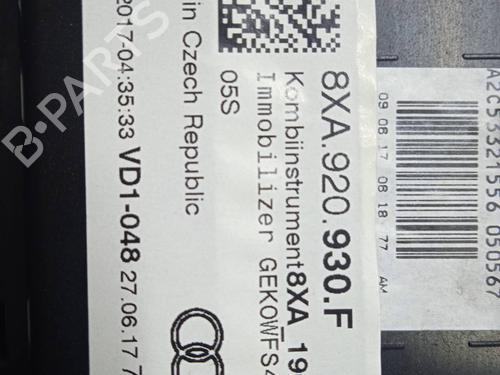 8XA.920.930.F
Kombiinstrument8XA_19
Immobilizer GEKOWFS4
05S
in Czech Republic
2017-04:35:33 VD1-048 27.06.17 7
A2C53321556 050567
09 06 17 08 18 77 AM
B-PARTS